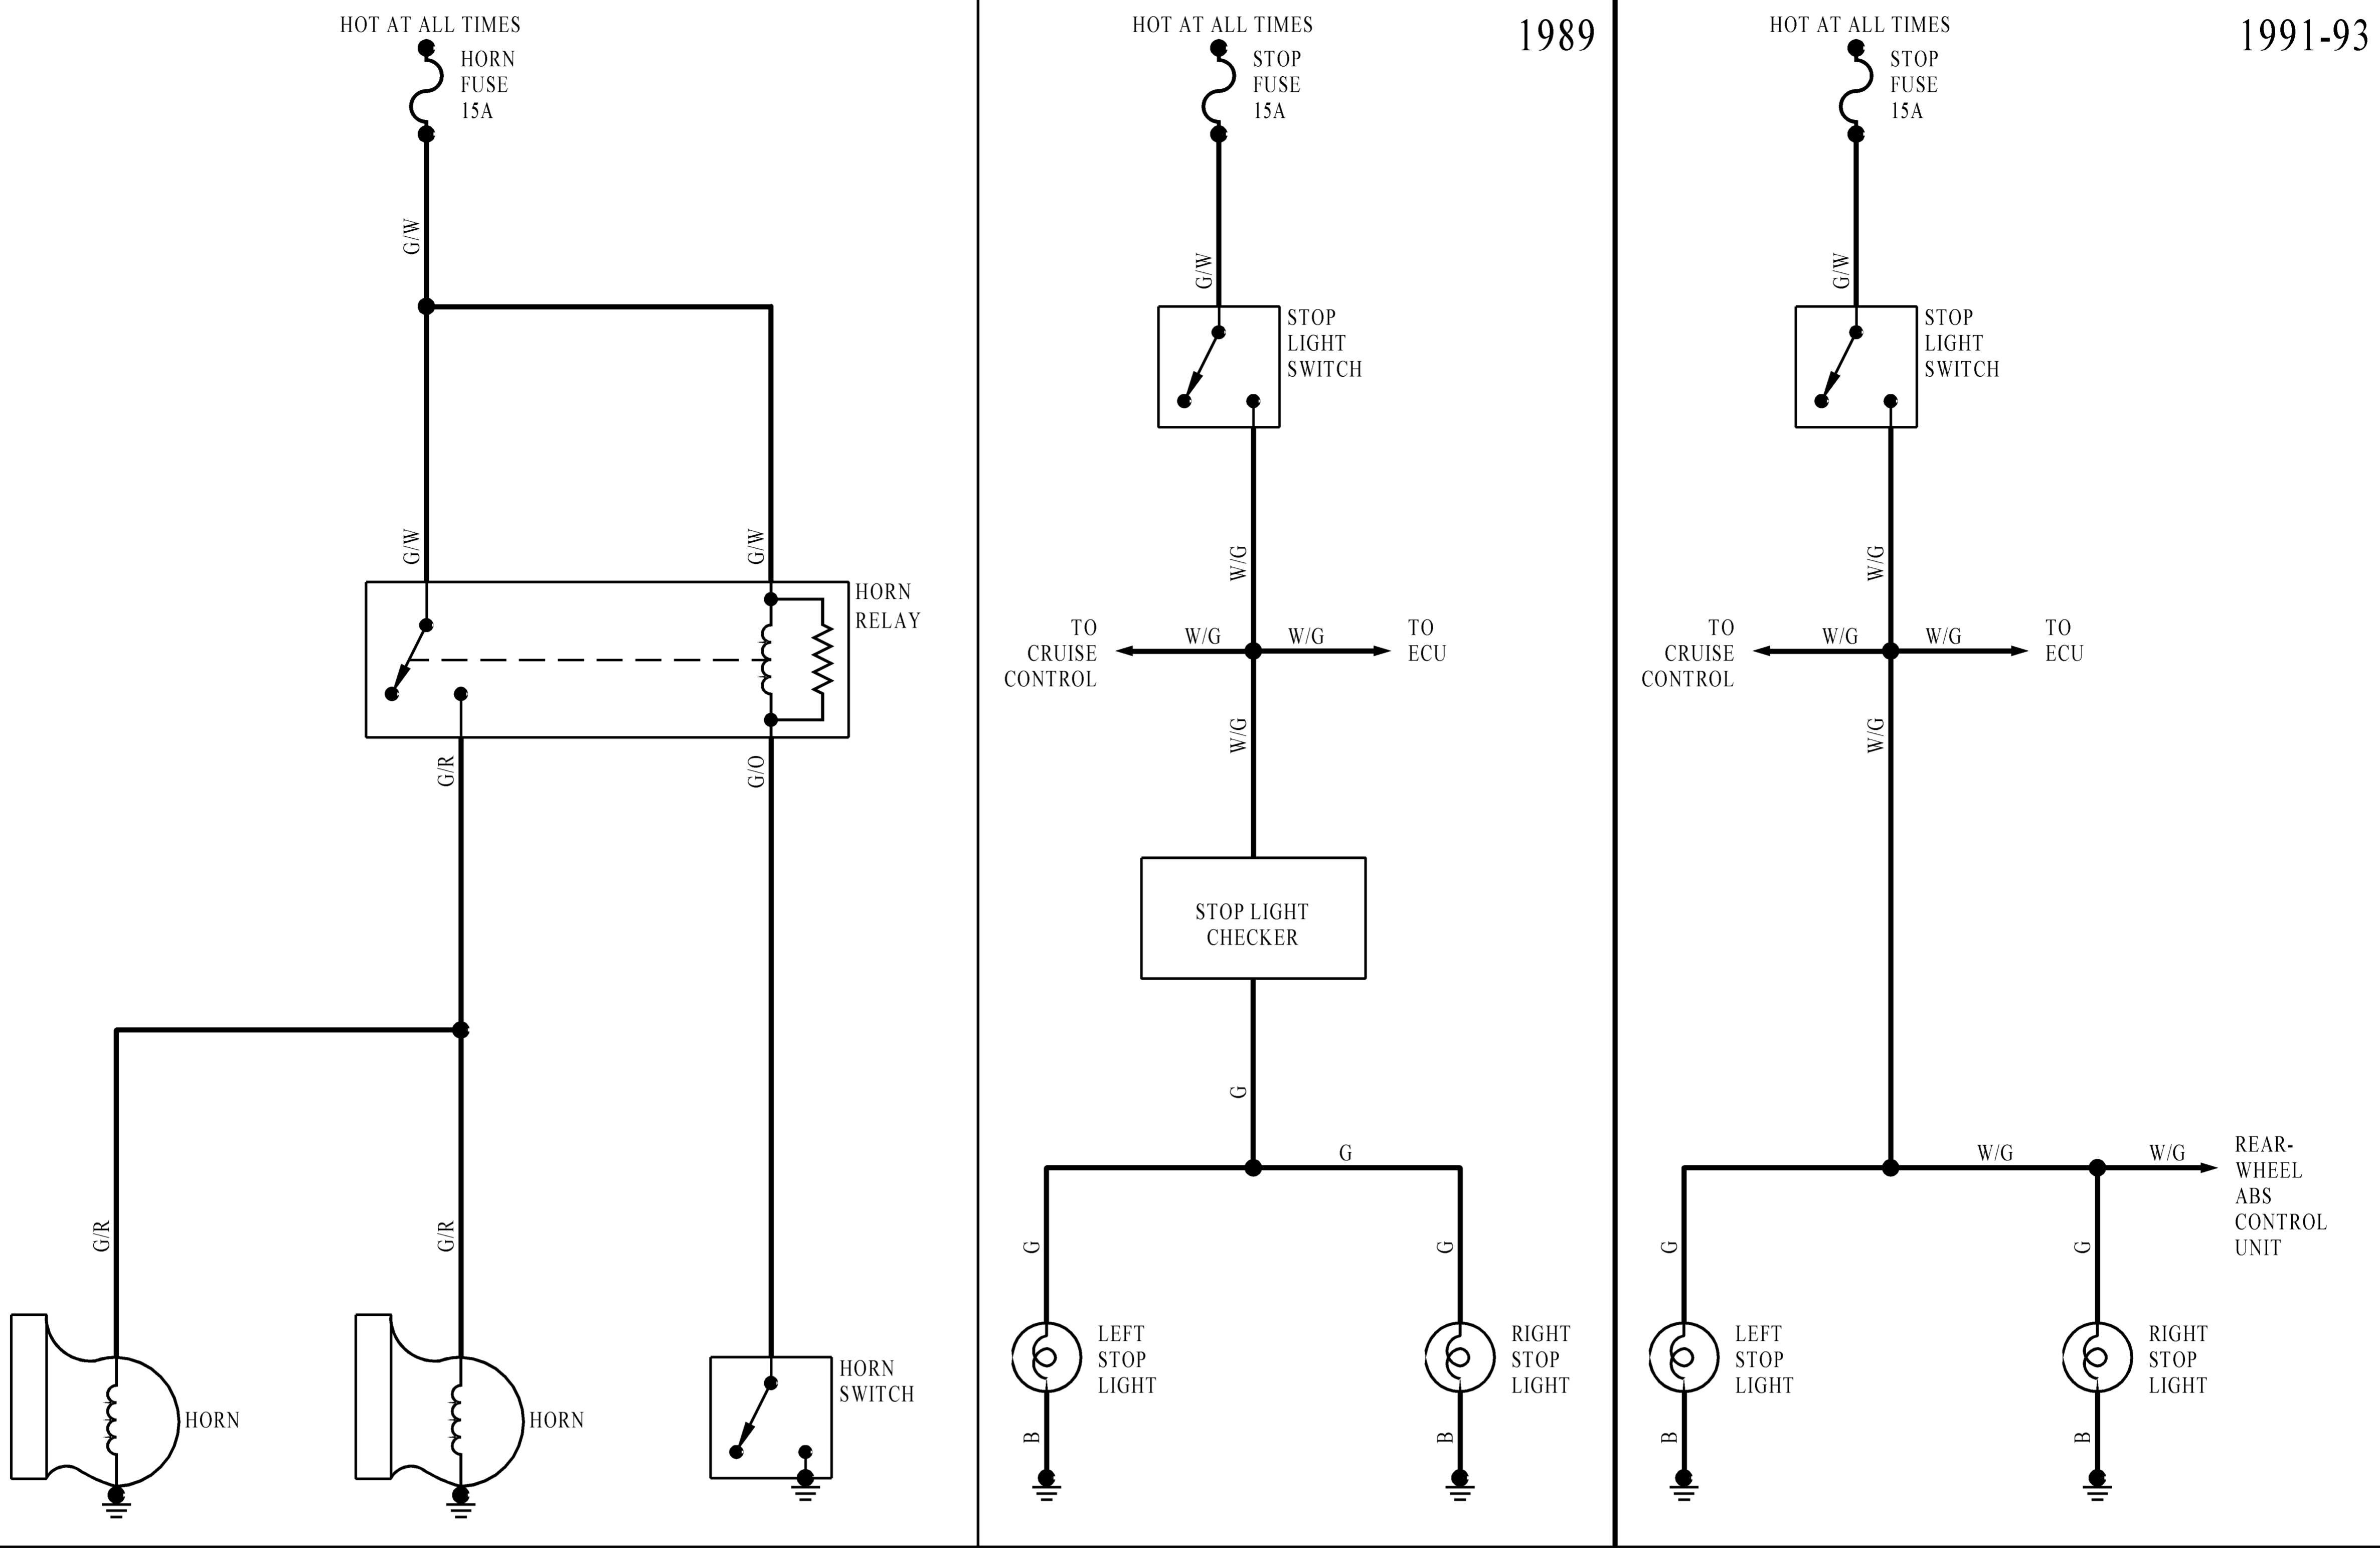 HOT AT ALL TIMES
HORN
FUSE
15A
G/W
G/W
G/W
HORN
RELAY
G/R
G/O
G/R
G/R
HORN
HORN
HORN
SWITCH
1989
HOT AT ALL TIMES
STOP
FUSE
15A
G/W
STOP
LIGHT
SWITCH
W/G
TO
CRUISE
CONTROL
W/G
W/G
TO
ECU
W/G
STOP LIGHT
CHECKER
G
G
G
G
LEFT
STOP
LIGHT
RIGHT
STOP
LIGHT
B
B
1991-93
HOT AT ALL TIMES
STOP
FUSE
15A
G/W
STOP
LIGHT
SWITCH
W/G
TO
CRUISE
CONTROL
W/G
W/G
TO
ECU
W/G
W/G
W/G
REAR-
WHEEL
ABS
CONTROL
UNIT
G
G
LEFT
STOP
LIGHT
RIGHT
STOP
LIGHT
B
B